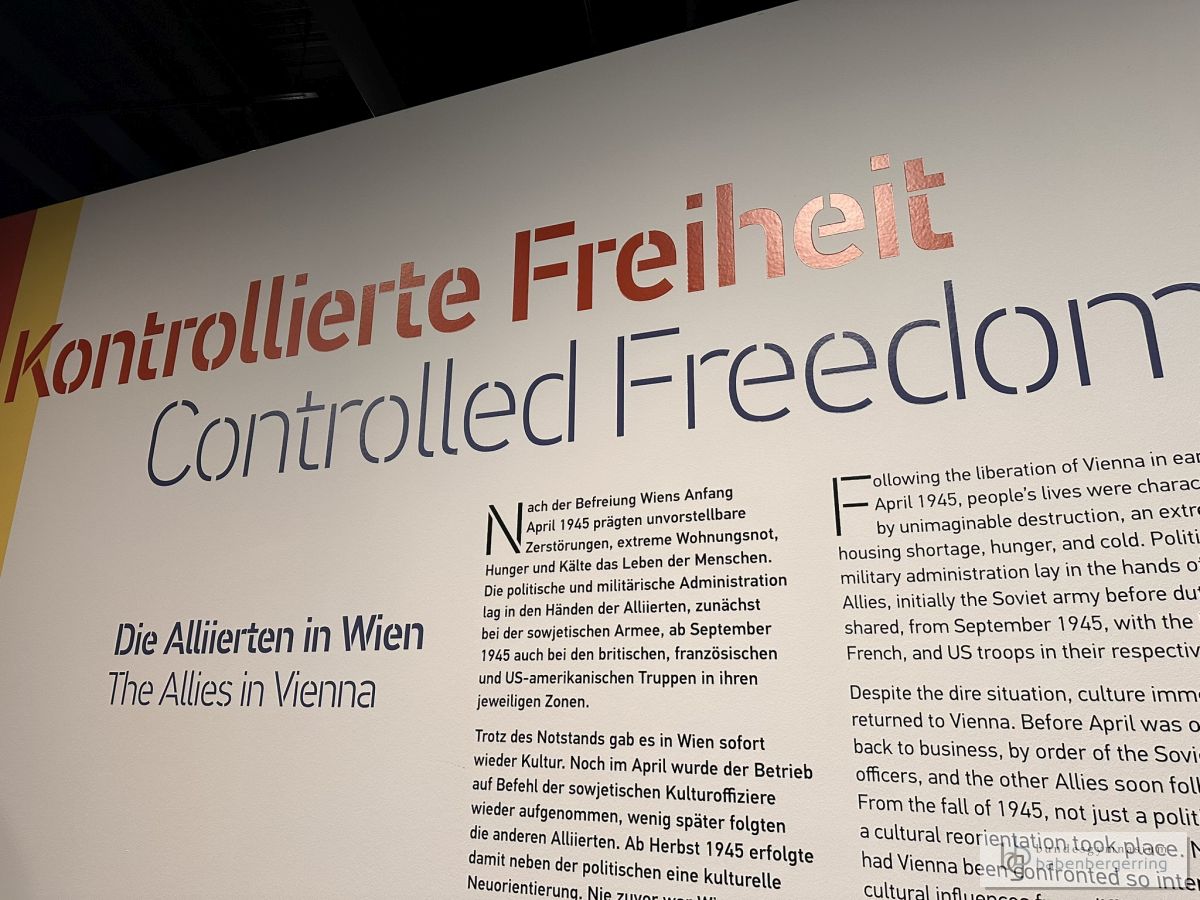 Kontrollierte Freiheit
Controlled Freedom
Die Alliierten in Wien
The Allies in Vienna
Nach der Befreiung Wiens Anfang
April 1945 prägten unvorstellbare
Zerstörungen, extreme Wohnungsnot,
Hunger und Kälte das Leben der Menschen.
Die politische und militärische Administration
lag in den Händen der Alliierten, zunächst
bei der sowjetischen Armee, ab September
1945 auch bei den britischen, französischen
und US-amerikanischen Truppen in ihren
jeweiligen Zonen.
Trotz des Notstands gab es in Wien sofort
wieder Kultur. Noch im April wurde der Betrieb
auf Befehl der sowjetischen Kulturoffiziere
wieder aufgenommen, wenig später folgten
die anderen Alliierten. Ab Herbst 1945 erfolgte
damit neben der politischen eine kulturelle
Neuorientierung. Nie zuvor war
Following the liberation of Vienna in
April 1945, people's lives were
by unimaginable destruction, an
housing shortage, hunger, and cold.
military administration lay in the hands
Allies, initially the Soviet army before
shared, from September 1945, with the
French, and US troops in their
Despite the dire situation, culture
returned to Vienna. Before April was
back to business, by order of the
officers, and the other Allies soon
From the fall of 1945, not just a
a cultural reorientation took place.
had Vienna been confronted so
cultural influences
bundesgymnasium
babenbergerring